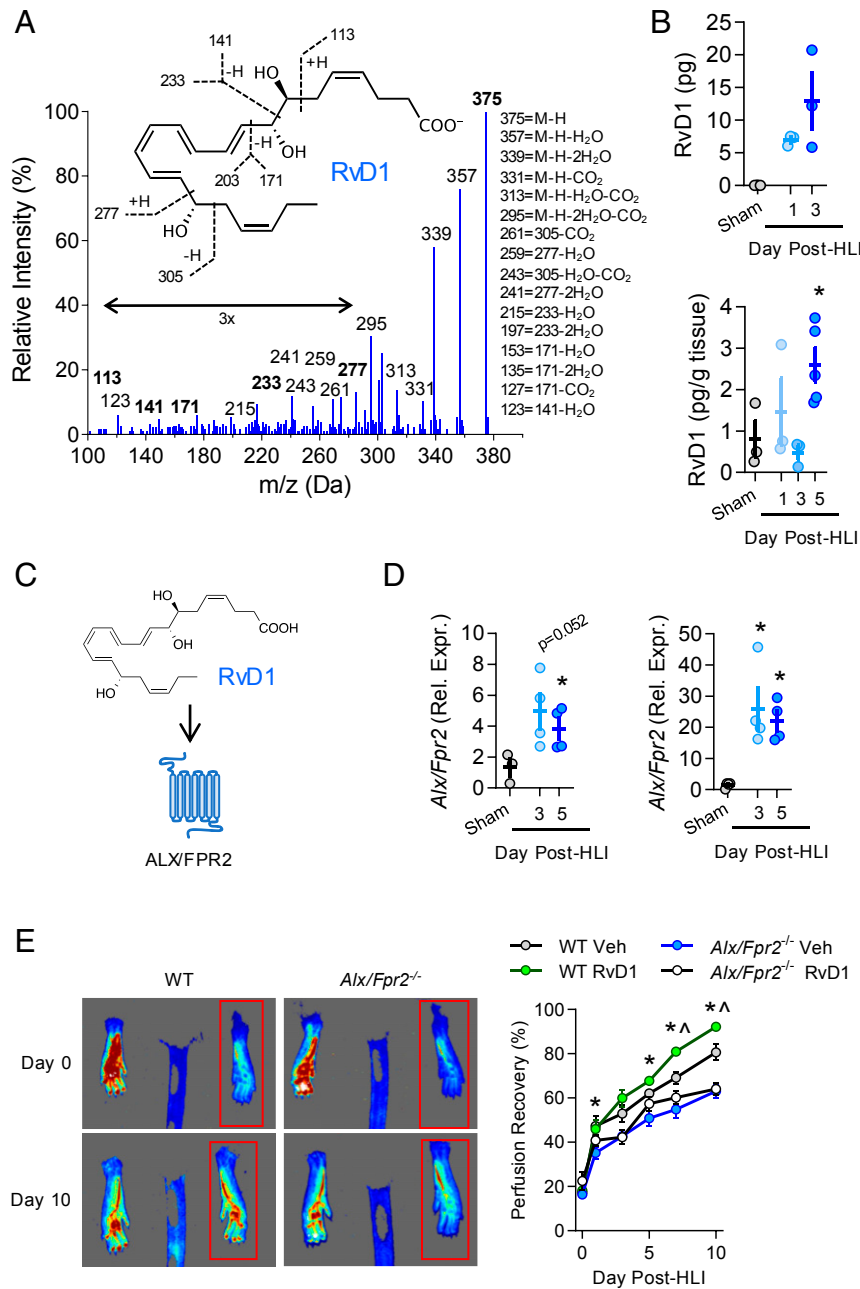 A
141
113
-H
+H
233
HO
-H
OH
COO⁻
203 171
RvD1
+H
277
HO
-H
305
3x
Relative Intensity (%)
100
80
60
40
20
0
113
123
141
171
215
233
241
243
259
261
277
295
313
331
339
357
375
100 140 180 220 260 300 340 380
m/z (Da)
375=M-H
357=M-H-H₂O
339=M-H-2H₂O
331=M-H-CO₂
313=M-H-H₂O-CO₂
295=M-H-2H₂O-CO₂
261=305-CO₂
259=277-H₂O
243=305-H₂O-CO₂
241=277-2H₂O
215=233-H₂O
197=233-2H₂O
153=171-H₂O
135=171-2H₂O
127=171-CO₂
123=141-H₂O
B
RvD1 (pg)
25
20
15
10
5
0
Sham 1 3
Day Post-HLI
RvD1 (pg/g tissue)
4
3
2
1
0
*
Sham 1 3 5
Day Post-HLI
C
HO
OH
COOH
HO
RvD1
ALX/FPR2
D
Alx/Fpr2 (Rel. Expr.)
10
8
6
4
2
0
p=0.052
*
Sham 3 5
Day Post-HLI
Alx/Fpr2 (Rel. Expr.)
50
40
30
20
10
0
*
*
Sham 3 5
Day Post-HLI
E
WT Alx/Fpr2⁻/⁻
Day 0
Day 10
WT Veh Alx/Fpr2⁻/⁻ Veh
WT RvD1 Alx/Fpr2⁻/⁻ RvD1
Perfusion Recovery (%)
100
80
60
40
20
0
*
*
*^
*^
0 5 10
Day Post-HLI